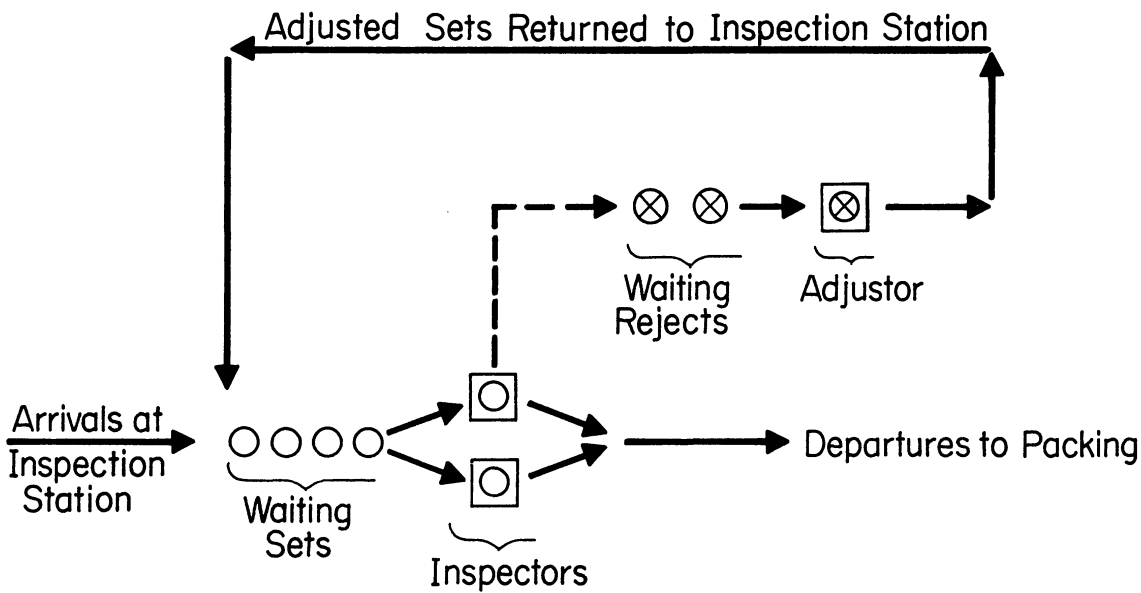 Adjusted Sets Returned to Inspection Station
Waiting
Rejects
Adjustor
Arrivals at
Inspection
Station
Waiting
Sets
Inspectors
Departures to Packing